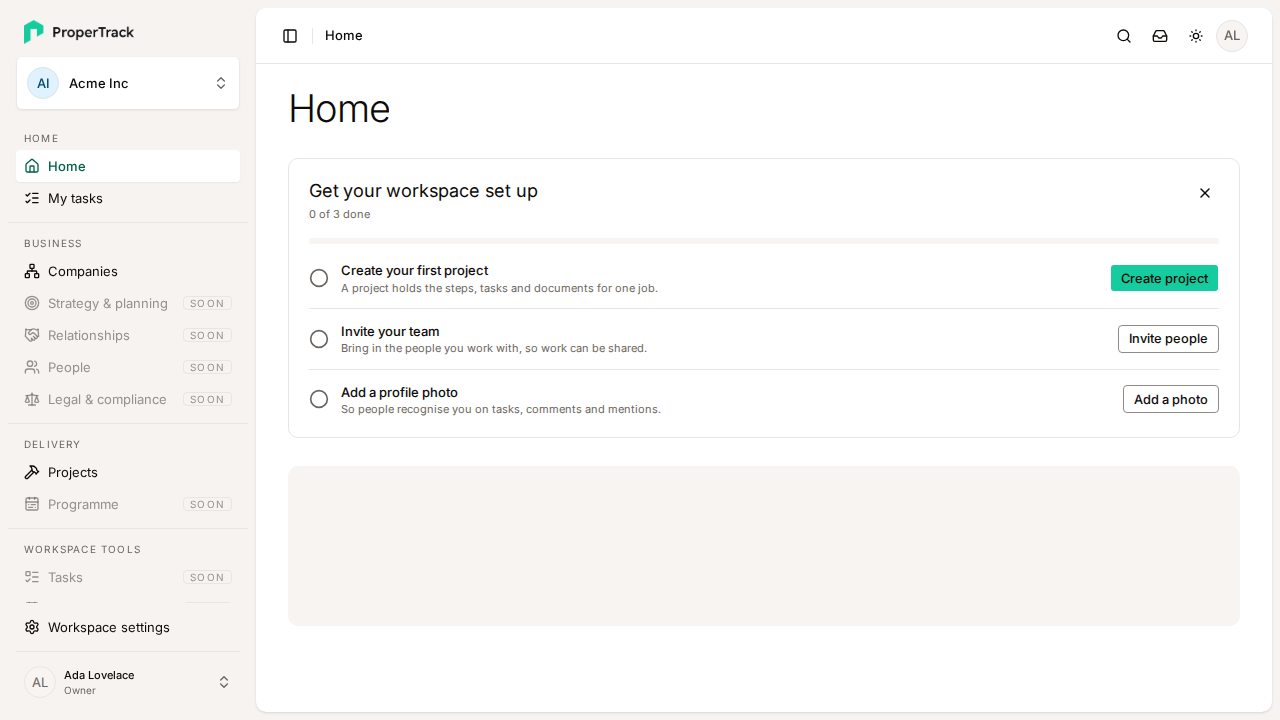 ProperTrack
AI
Acme Inc
HOME
Home
My tasks
BUSINESS
Companies
Strategy & planning SOON
Relationships SOON
People SOON
Legal & compliance SOON
DELIVERY
Projects
Programme SOON
WORKSPACE TOOLS
Tasks SOON
Workspace settings
AL
Ada Lovelace
Owner
Home
AL
Home
Get your workspace set up
0 of 3 done
Create your first project
A project holds the steps, tasks and documents for one job.
Create project
Invite your team
Bring in the people you work with, so work can be shared.
Invite people
Add a profile photo
So people recognise you on tasks, comments and mentions.
Add a photo